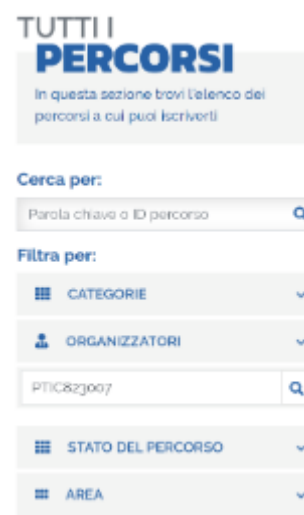 TUTTI I
PERCORSI
In questa sezione trovi l'elenco dei
percorsi a cui puoi iscriverti
Cerca per:
Parola chiave o ID percorso
Filtra per:
CATEGORIE
ORGANIZZATORI
PTIC823007
STATO DEL PERCORSO
AREA